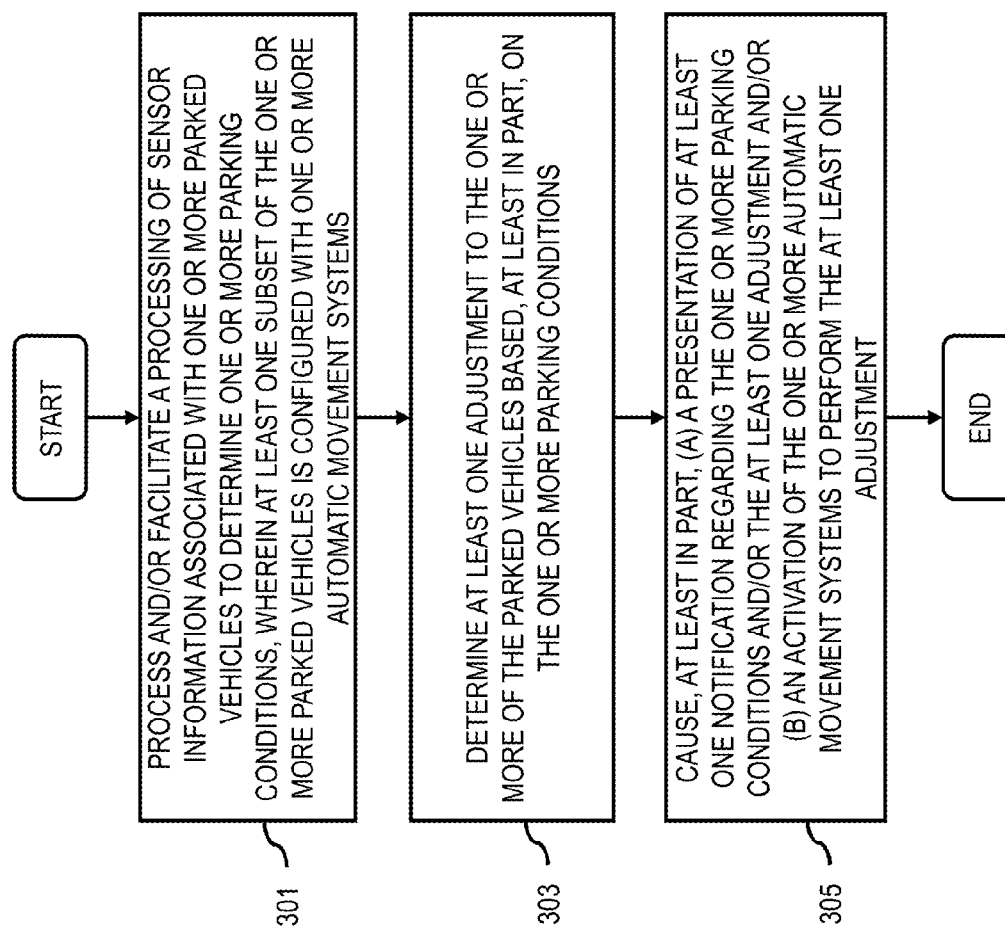 START
PROCESS AND/OR FACILITATE A PROCESSING OF SENSOR
INFORMATION ASSOCIATED WITH ONE OR MORE PARKED
VEHICLES TO DETERMINE ONE OR MORE PARKING
CONDITIONS, WHEREIN AT LEAST ONE SUBSET OF THE ONE OR
MORE PARKED VEHICLES IS CONFIGURED WITH ONE OR MORE
AUTOMATIC MOVEMENT SYSTEMS
301
DETERMINE AT LEAST ONE ADJUSTMENT TO THE ONE OR
MORE OF THE PARKED VEHICLES BASED, AT LEAST IN PART, ON
THE ONE OR MORE PARKING CONDITIONS
303
CAUSE, AT LEAST IN PART, (A) A PRESENTATION OF AT LEAST
ONE NOTIFICATION REGARDING THE ONE OR MORE PARKING
CONDITIONS AND/OR THE AT LEAST ONE ADJUSTMENT AND/OR
(B) AN ACTIVATION OF THE ONE OR MORE AUTOMATIC
MOVEMENT SYSTEMS TO PERFORM THE AT LEAST ONE
ADJUSTMENT
305
END